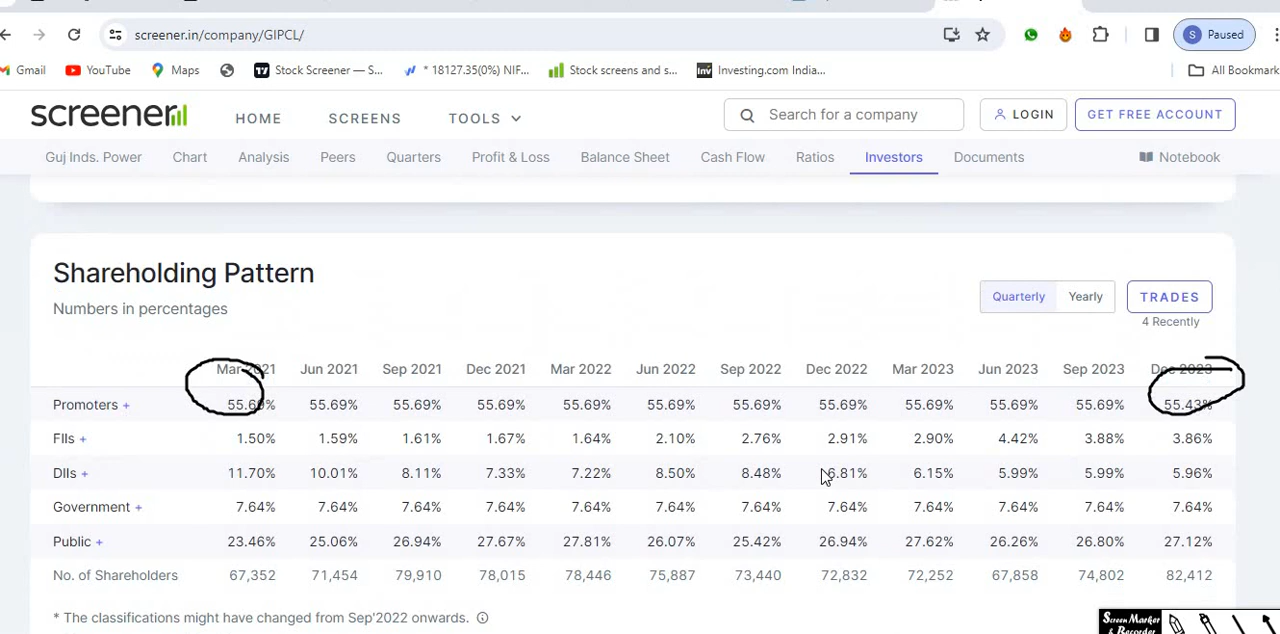 screener.in/company/GIPCL/
S Paused
Gmail YouTube Maps Stock Screener — S... * 18127.35(0%) NIF... Stock screens and s... Investing.com India... All Bookmark
screener HOME SCREENS TOOLS Search for a company LOGIN GET FREE ACCOUNT
Guj Inds. Power Chart Analysis Peers Quarters Profit & Loss Balance Sheet Cash Flow Ratios Investors Documents Notebook
Shareholding Pattern
Numbers in percentages
Quarterly Yearly TRADES
4 Recently
Mar 2021 Jun 2021 Sep 2021 Dec 2021 Mar 2022 Jun 2022 Sep 2022 Dec 2022 Mar 2023 Jun 2023 Sep 2023 Dec 2023
Promoters + 55.69% 55.69% 55.69% 55.69% 55.69% 55.69% 55.69% 55.69% 55.69% 55.69% 55.69% 55.43%
FIIs + 1.50% 1.59% 1.61% 1.67% 1.64% 2.10% 2.76% 2.91% 2.90% 4.42% 3.88% 3.86%
DIIs + 11.70% 10.01% 8.11% 7.33% 7.22% 8.50% 8.48% 6.81% 6.15% 5.99% 5.99% 5.96%
Government + 7.64% 7.64% 7.64% 7.64% 7.64% 7.64% 7.64% 7.64% 7.64% 7.64% 7.64% 7.64%
Public + 23.46% 25.06% 26.94% 27.67% 27.81% 26.07% 25.42% 26.94% 27.62% 26.26% 26.80% 27.12%
No. of Shareholders 67,352 71,454 79,910 78,015 78,446 75,887 73,440 72,832 72,252 67,858 74,802 82,412
* The classifications might have changed from Sep'2022 onwards.
Screen Marker
& Recorder